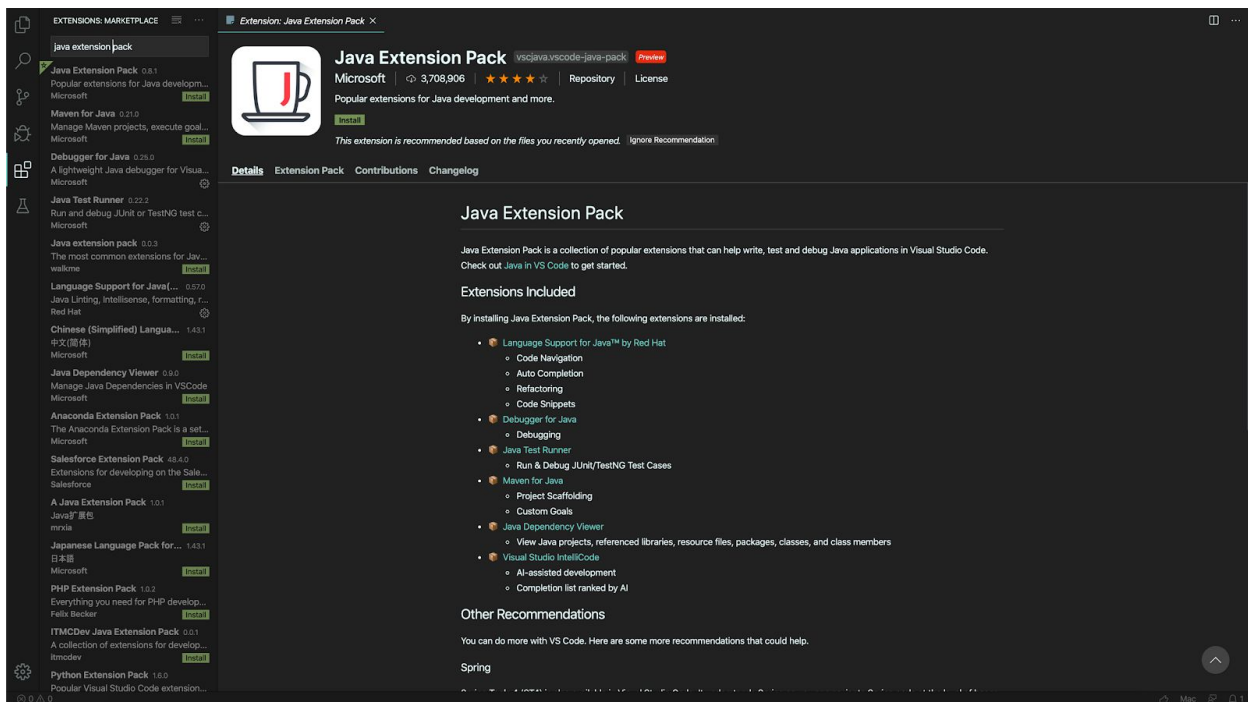 EXTENSIONS: MARKETPLACE
java extension pack
Java Extension Pack 0.8.1
Popular extensions for Java developm...
Microsoft Install
Maven for Java 0.21.0
Manage Maven projects, execute goal...
Microsoft Install
Debugger for Java 0.26.0
A lightweight Java debugger for Visua...
Microsoft
Java Test Runner 0.22.2
Run and debug JUnit or TestNG test c...
Microsoft
Java extension pack 0.0.3
The most common extensions for Jav...
walkme Install
Language Support for Java(... 0.57.0
Java Linting, Intellisense, formatting, r...
Red Hat
Chinese (Simplified) Langua... 1.43.1
中文(简体)
Microsoft Install
Java Dependency Viewer 0.9.0
Manage Java Dependencies in VSCode
Microsoft Install
Anaconda Extension Pack 1.0.1
The Anaconda Extension Pack is a set...
Microsoft Install
Salesforce Extension Pack 48.4.0
Extensions for developing on the Sale...
Salesforce Install
A Java Extension Pack 1.0.1
Java扩展包
mrxia Install
Japanese Language Pack for... 1.43.1
日本語
Microsoft Install
PHP Extension Pack 1.0.2
Everything you need for PHP develop...
Felix Becker Install
ITMCDev Java Extension Pack 0.0.1
A collection of extensions for develop...
itmcdev Install
Python Extension Pack 1.6.0
Popular Visual Studio Code extension...
Extension: Java Extension Pack
Java Extension Pack vscjava.vscode-java-pack Preview
Microsoft 3,708,906 Repository License
Popular extensions for Java development and more.
Install
This extension is recommended based on the files you recently opened. Ignore Recommendation
Details Extension Pack Contributions Changelog
Java Extension Pack
Java Extension Pack is a collection of popular extensions that can help write, test and debug Java applications in Visual Studio Code.
Check out Java in VS Code to get started.
Extensions Included
By installing Java Extension Pack, the following extensions are installed:
Language Support for Java™ by Red Hat
Code Navigation
Auto Completion
Refactoring
Code Snippets
Debugger for Java
Debugging
Java Test Runner
Run & Debug JUnit/TestNG Test Cases
Maven for Java
Project Scaffolding
Custom Goals
Java Dependency Viewer
View Java projects, referenced libraries, resource files, packages, classes, and class members
Visual Studio IntelliCode
AI-assisted development
Completion list ranked by AI
Other Recommendations
You can do more with VS Code. Here are some more recommendations that could help.
Spring
0 0
Mac 1